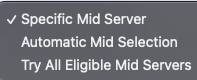 ✓ Specific Mid Server
Automatic Mid Selection
Try All Eligible Mid Servers